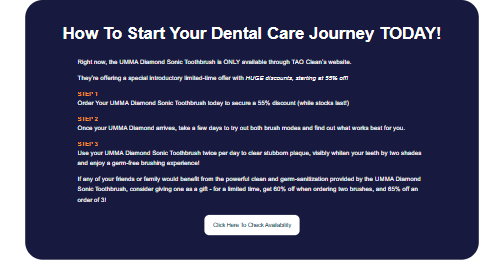 How To Start Your Dental Care Journey TODAY!
Right now, the UMMA Diamond Sonic Toothbrush is ONLY available through TAO Clean's website.
They're offering a special introductory limited-time offer with HUGE discounts, starting at 55% off!
STEP 1
Order Your UMMA Diamond Sonic Toothbrush today to secure a 55% discount (while stocks last!)
STEP 2
Once your UMMA Diamond arrives, take a few days to try out both brush modes and find out what works best for you.
STEP 3
Use your UMMA Diamond Sonic Toothbrush twice per day to clear stubborn plaque, visibly whiten your teeth by two shades
and enjoy a germ-free brushing experience!
If any of your friends or family would benefit from the powerful clean and germ-sanitization provided by the UMMA Diamond
Sonic Toothbrush, consider giving one as a gift - for a limited time, get 60% off when ordering two brushes, and 65% off an
order of 3!
Click Here To Check Availability